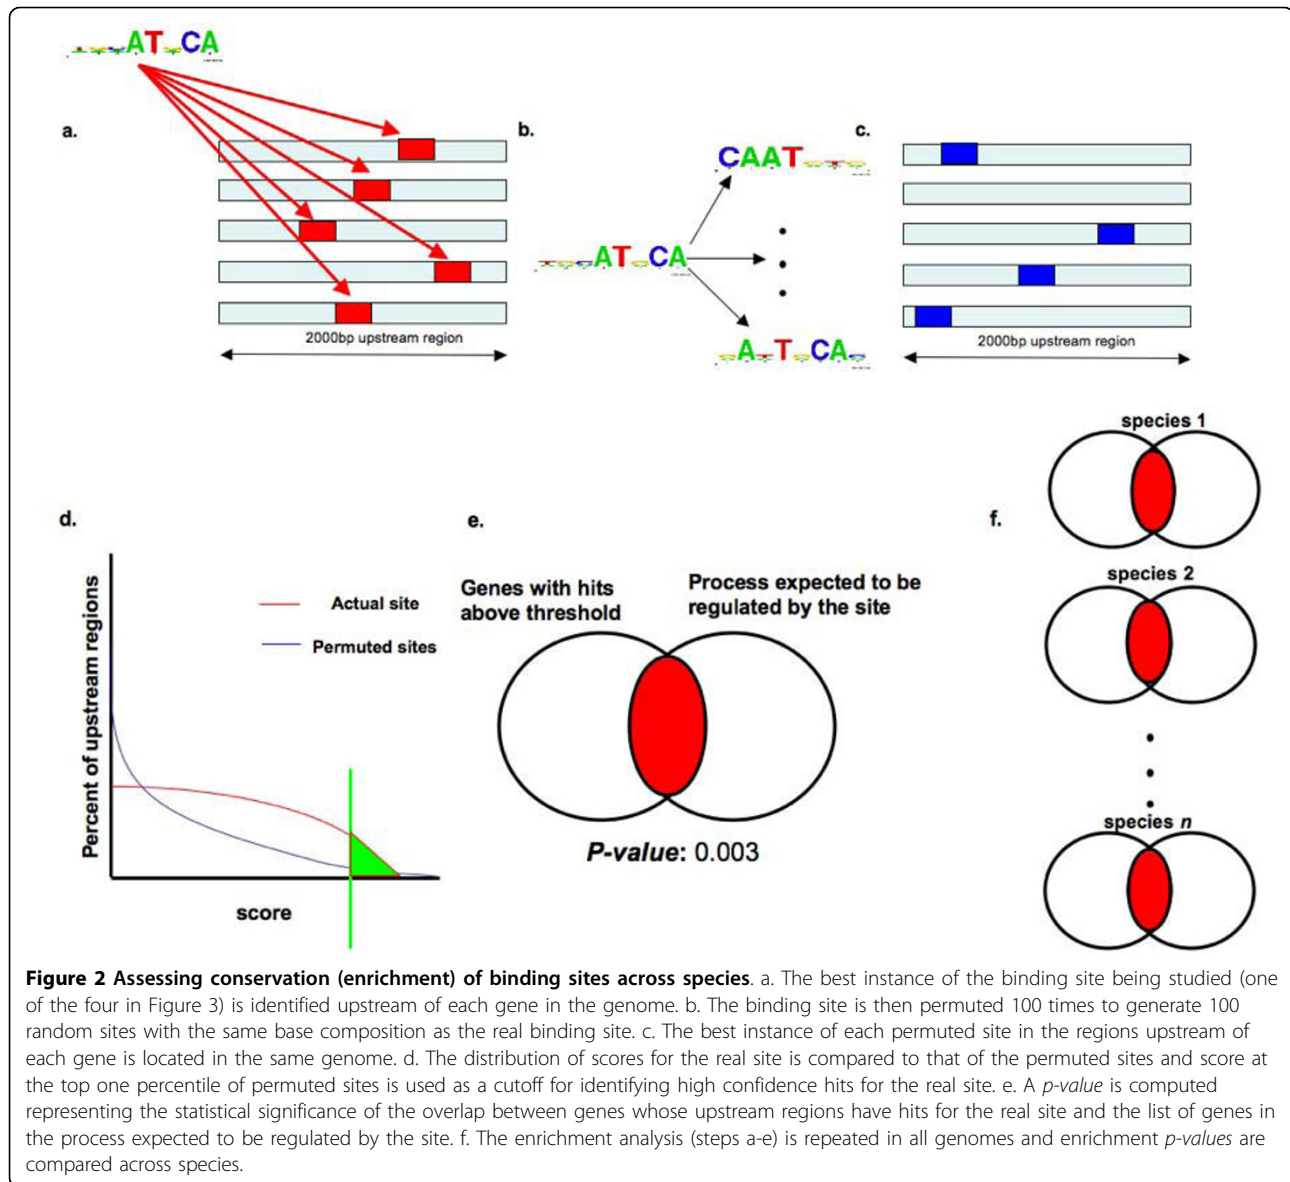 ATCA
a.
2000bp upstream region
b.
ATCA
CAAT
ATCA
c.
2000bp upstream region
d.
Percent of upstream regions
Actual site
Permuted sites
score
e.
Genes with hits
above threshold
Process expected to be
regulated by the site
P-value: 0.003
f.
species 1
species 2
species n
Figure 2 Assessing conservation (enrichment) of binding sites across species. a. The best instance of the binding site being studied (one
of the four in Figure 3) is identified upstream of each gene in the genome. b. The binding site is then permuted 100 times to generate 100
random sites with the same base composition as the real binding site. c. The best instance of each permuted site in the regions upstream of
each gene is located in the same genome. d. The distribution of scores for the real site is compared to that of the permuted sites and score at
the top one percentile of permuted sites is used as a cutoff for identifying high confidence hits for the real site. e. A p-value is computed
representing the statistical significance of the overlap between genes whose upstream regions have hits for the real site and the list of genes in
the process expected to be regulated by the site. f. The enrichment analysis (steps a-e) is repeated in all genomes and enrichment p-values are
compared across species.